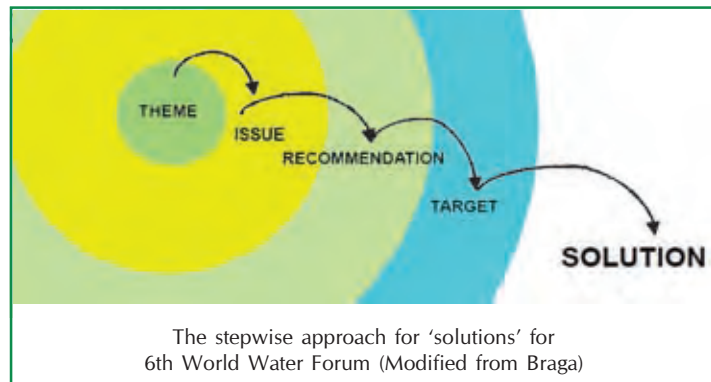 THEME
ISSUE
RECOMMENDATION
TARGET
SOLUTION
The stepwise approach for ‘solutions’ for
6th World Water Forum (Modified from Braga)